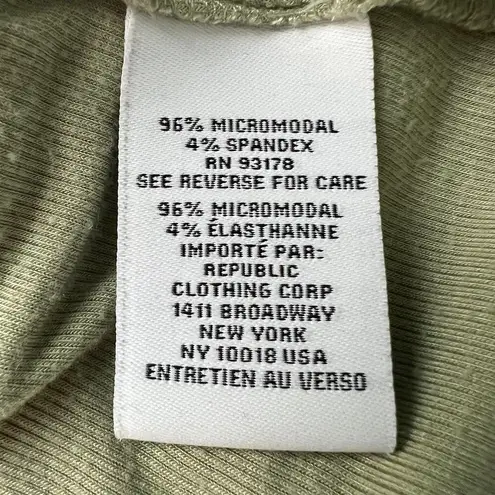 96% MICROMODAL
4% SPANDEX
RN 93178
SEE REVERSE FOR CARE
96% MICROMODAL
4% ÉLASTHANNE
IMPORTÉ PAR:
REPUBLIC
CLOTHING CORP
1411 BROADWAY
NEW YORK
NY 10018 USA
ENTRETIEN AU VERSO